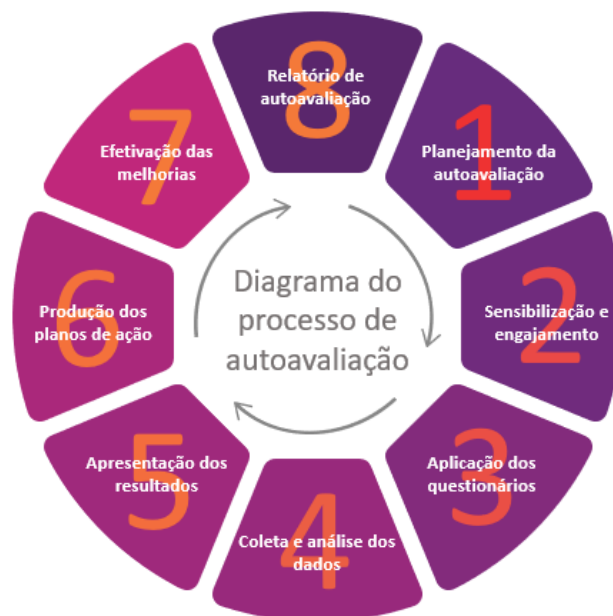 8
Relatório de
autoavaliação
1
Planejamento da
autoavaliação
2
Sensibilização e
engajamento
3
Aplicação dos
questionários
4
Coleta e análise dos
dados
5
Apresentação dos
resultados
6
Produção dos
planos de ação
7
Efetivação das
melhorias
Diagrama do
processo de
autoavaliação